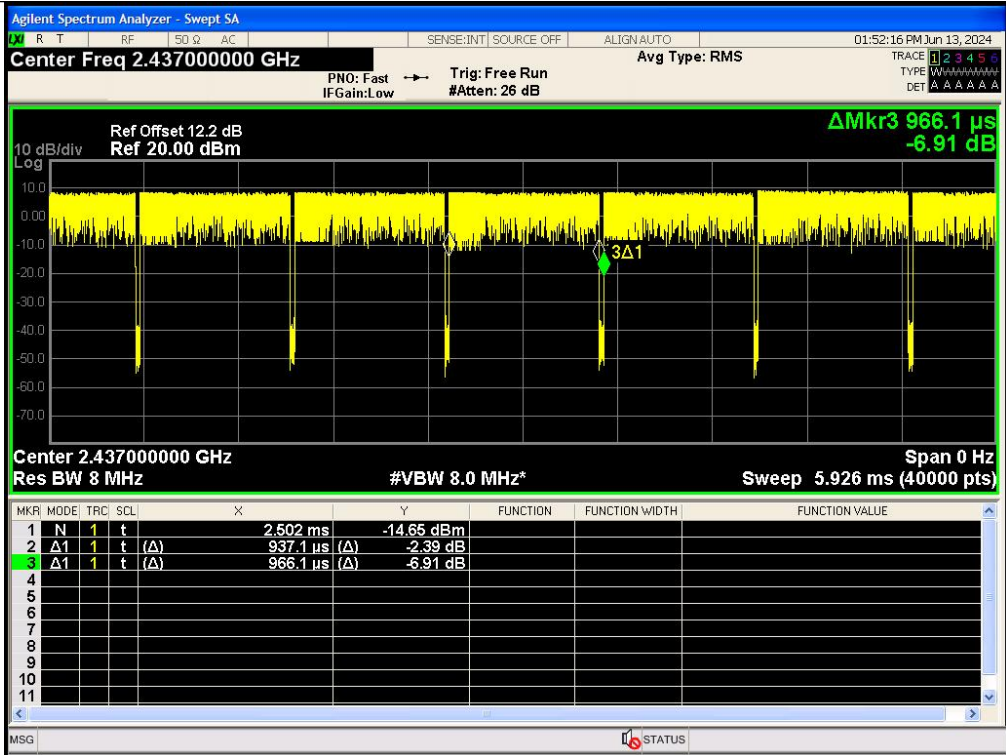 Agilent Spectrum Analyzer - Swept SA
LXI R T RF 50 Ω AC SENSE:INT SOURCE OFF ALIGN AUTO 01:52:16 PM Jun 13, 2024
Center Freq 2.437000000 GHz Avg Type: RMS TRACE 1 2 3 4 5 6
PNO: Fast Trig: Free Run TYPE W
IFGain:Low #Atten: 26 dB DET A A A A A A
ΔMkr3 966.1 µs
Ref Offset 12.2 dB
10 dB/div Ref 20.00 dBm -6.91 dB
Log
10.0
0.00
-10.0
3Δ1
-20.0
-30.0
-40.0
-50.0
-60.0
-70.0
Center 2.437000000 GHz Span 0 Hz
Res BW 8 MHz #VBW 8.0 MHz* Sweep 5.926 ms (40000 pts)
MKR MODE TRC SCL X Y FUNCTION FUNCTION WIDTH FUNCTION VALUE
1 N 1 t 2.502 ms -14.65 dBm
2 Δ1 1 t (Δ) 937.1 µs (Δ) -2.39 dB
3 Δ1 1 t (Δ) 966.1 µs (Δ) -6.91 dB
4
5
6
7
8
9
10
11
MSG STATUS